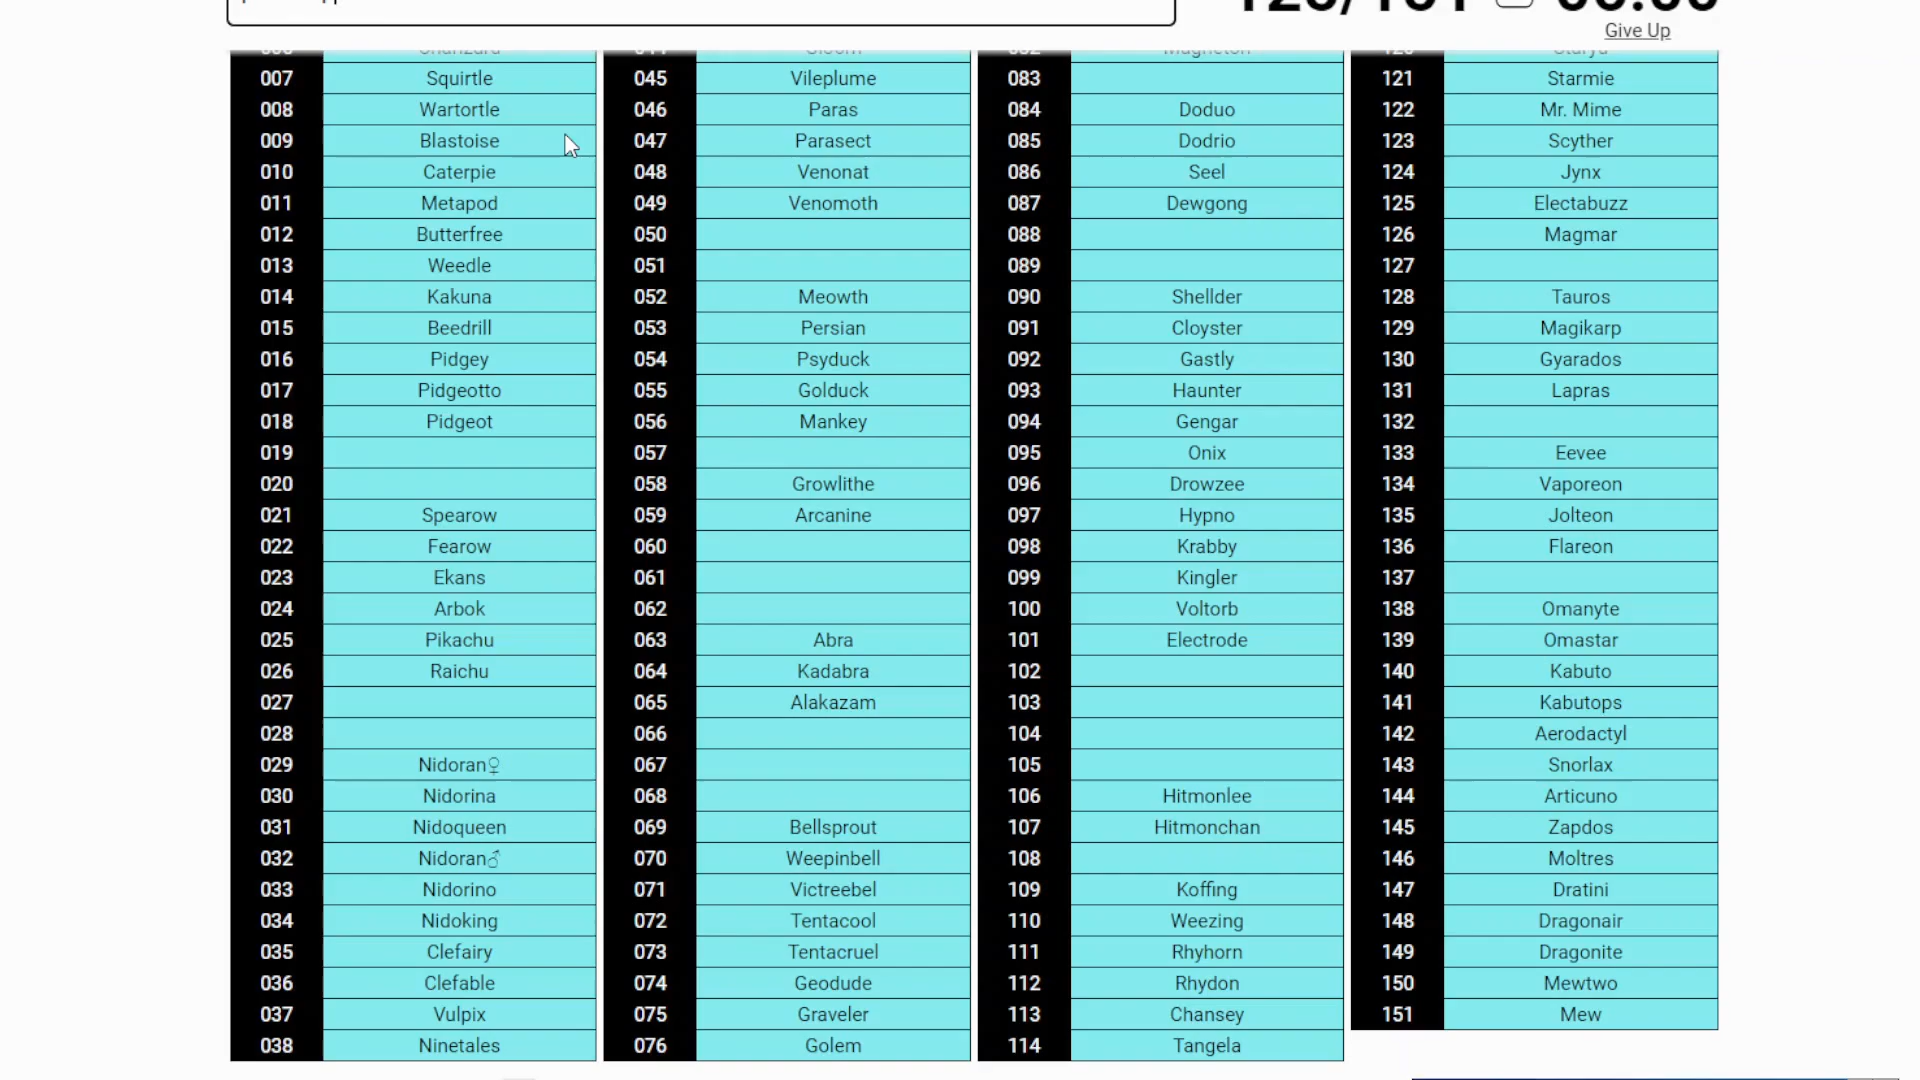 Give Up
007 Squirtle
008 Wartortle
009 Blastoise
010 Caterpie
011 Metapod
012 Butterfree
013 Weedle
014 Kakuna
015 Beedrill
016 Pidgey
017 Pidgeotto
018 Pidgeot
019
020
021 Spearow
022 Fearow
023 Ekans
024 Arbok
025 Pikachu
026 Raichu
027
028
029 Nidoran♀
030 Nidorina
031 Nidoqueen
032 Nidoran♂
033 Nidorino
034 Nidoking
035 Clefairy
036 Clefable
037 Vulpix
038 Ninetales
045 Vileplume
046 Paras
047 Parasect
048 Venonat
049 Venomoth
050
051
052 Meowth
053 Persian
054 Psyduck
055 Golduck
056 Mankey
057
058 Growlithe
059 Arcanine
060
061
062
063 Abra
064 Kadabra
065 Alakazam
066
067
068
069 Bellsprout
070 Weepinbell
071 Victreebel
072 Tentacool
073 Tentacruel
074 Geodude
075 Graveler
076 Golem
083
084 Doduo
085 Dodrio
086 Seel
087 Dewgong
088
089
090 Shellder
091 Cloyster
092 Gastly
093 Haunter
094 Gengar
095 Onix
096 Drowzee
097 Hypno
098 Krabby
099 Kingler
100 Voltorb
101 Electrode
102
103
104
105
106 Hitmonlee
107 Hitmonchan
108
109 Koffing
110 Weezing
111 Rhyhorn
112 Rhydon
113 Chansey
114 Tangela
121 Starmie
122 Mr. Mime
123 Scyther
124 Jynx
125 Electabuzz
126 Magmar
127
128 Tauros
129 Magikarp
130 Gyarados
131 Lapras
132
133 Eevee
134 Vaporeon
135 Jolteon
136 Flareon
137
138 Omanyte
139 Omastar
140 Kabuto
141 Kabutops
142 Aerodactyl
143 Snorlax
144 Articuno
145 Zapdos
146 Moltres
147 Dratini
148 Dragonair
149 Dragonite
150 Mewtwo
151 Mew